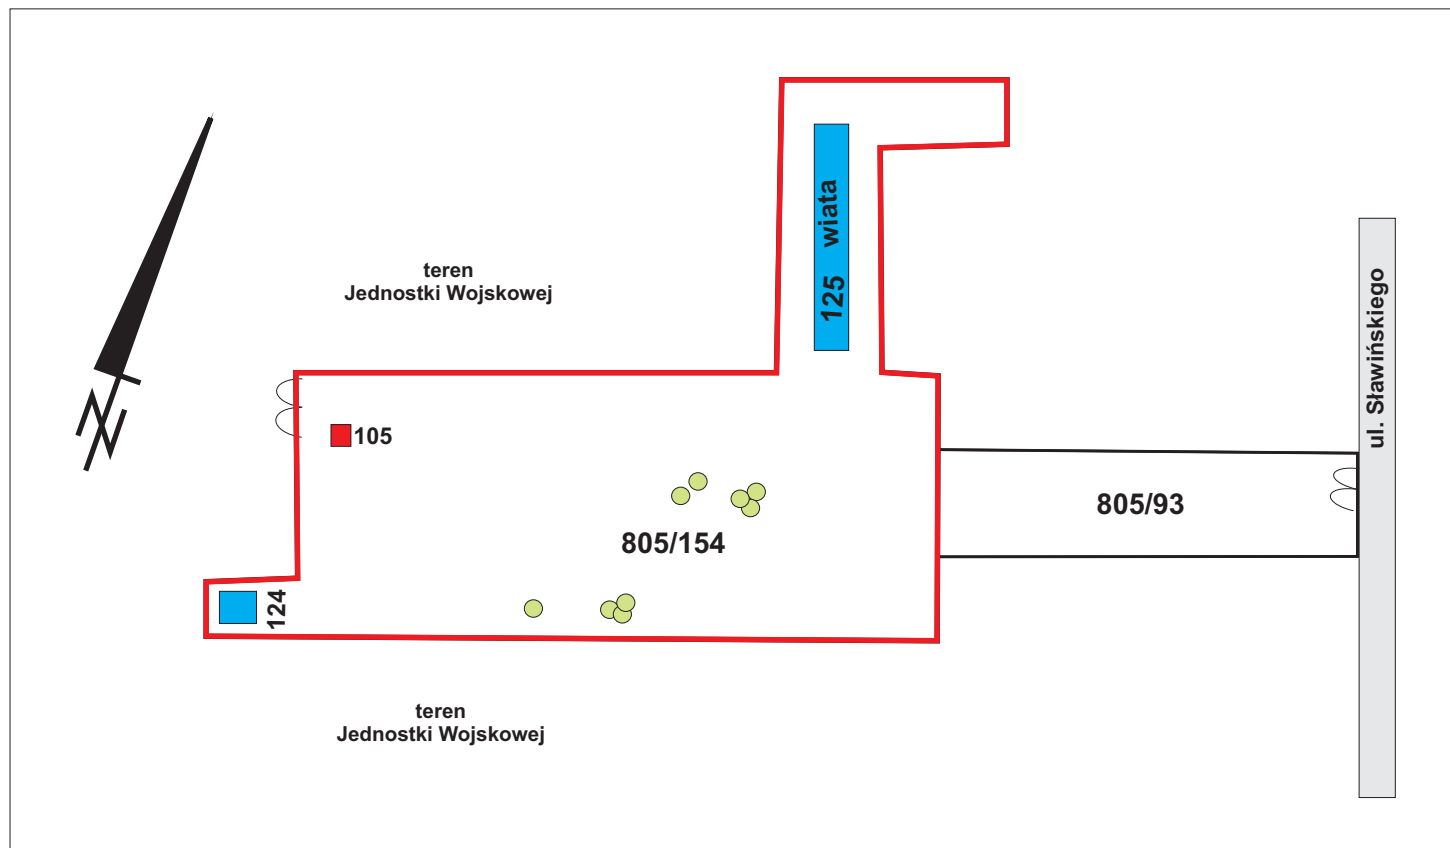 125 wiata
teren
Jednostki Wojskowej
ul. Sławińskiego
105
805/93
805/154
124
teren
Jednostki Wojskowej
N